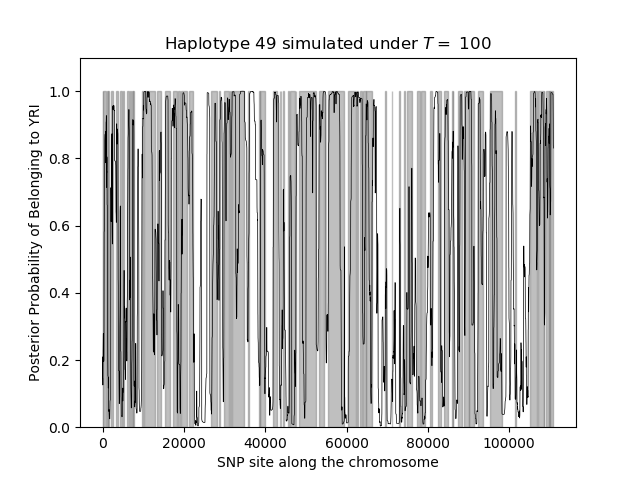 Haplotype 49 simulated under T = 100
Posterior Probability of Belonging to YRI
1.0
0.8
0.6
0.4
0.2
0.0
0 20000 40000 60000 80000 100000
SNP site along the chromosome